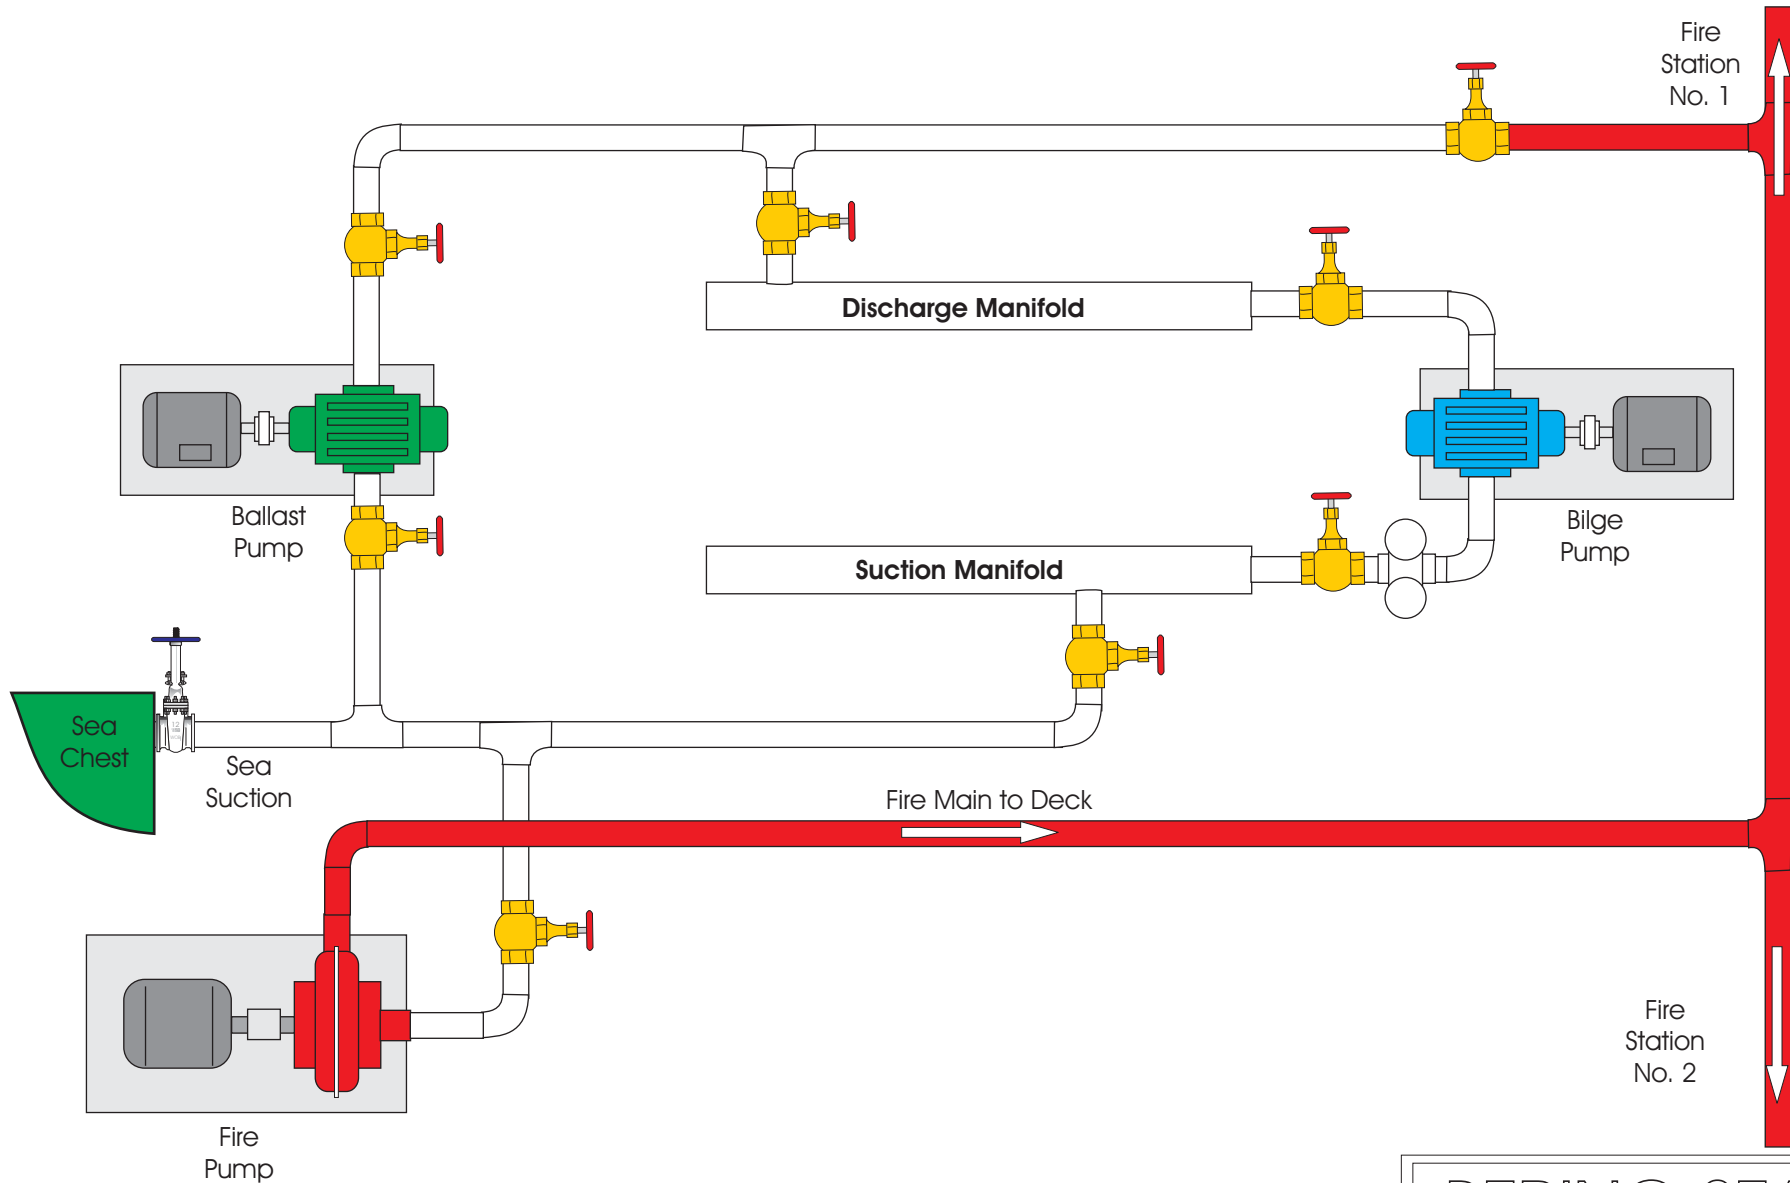 Fire
Station
No. 1
Discharge Manifold
Ballast
Pump
Bilge
Pump
Suction Manifold
Sea
Chest
Sea
Suction
Fire Main to Deck
Fire
Station
No. 2
Fire
Pump